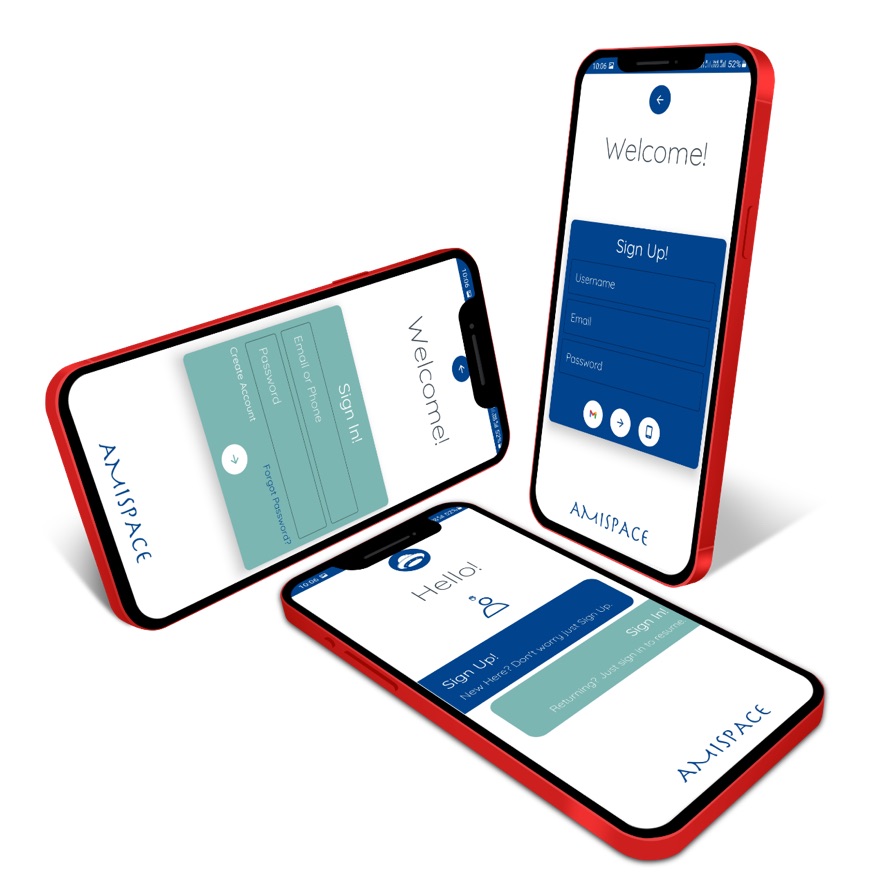 10:06
52%
Welcome!
Sign Up!
Username
Email
Password
AMISPACE
10:06
52%
Welcome!
Sign In!
Email or Phone
Password
Create Account
Forgot Password?
AMISPACE
10:06
52%
Hello!
Sign Up!
New Here? Don't worry just Sign Up.
Sign In!
Returning? Just sign in to resume.
AMISPACE